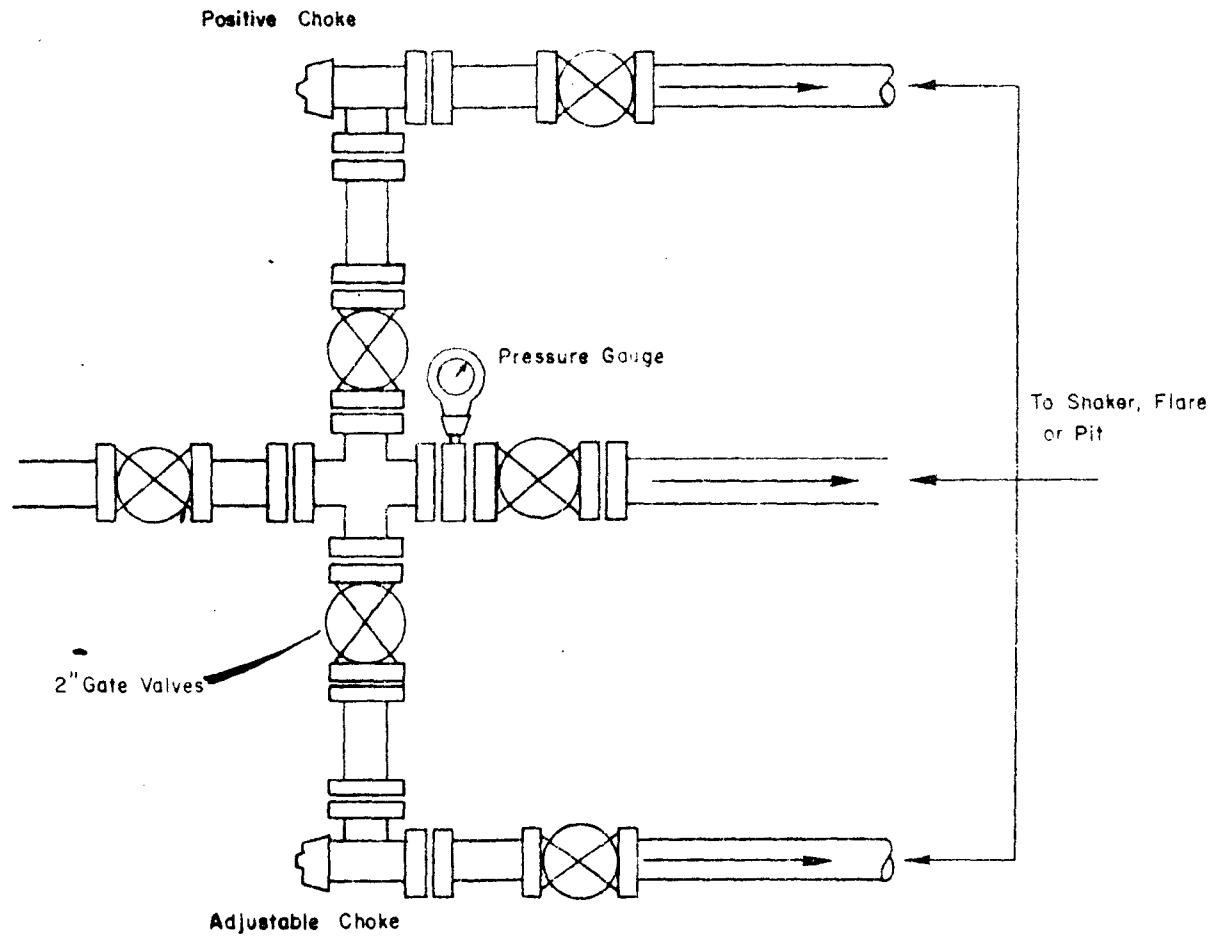 Positive Choke
Pressure Gauge
To Shaker, Flare
or Pit
2" Gate Valves
Adjustable Choke